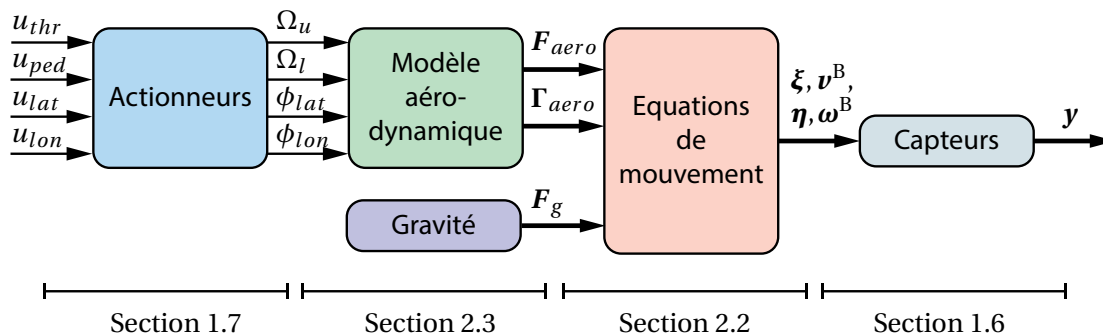 u_thr
u_ped
u_lat
u_lon
Actionneurs
Ω_u
Ω_l
ϕ_lat
ϕ_lon
Modèle
aéro-
dynamique
Gravité
F_aero
Γ_aero
F_g
Equations
de
mouvement
ξ, v^B,
η, ω^B
Capteurs
y
Section 1.7
Section 2.3
Section 2.2
Section 1.6